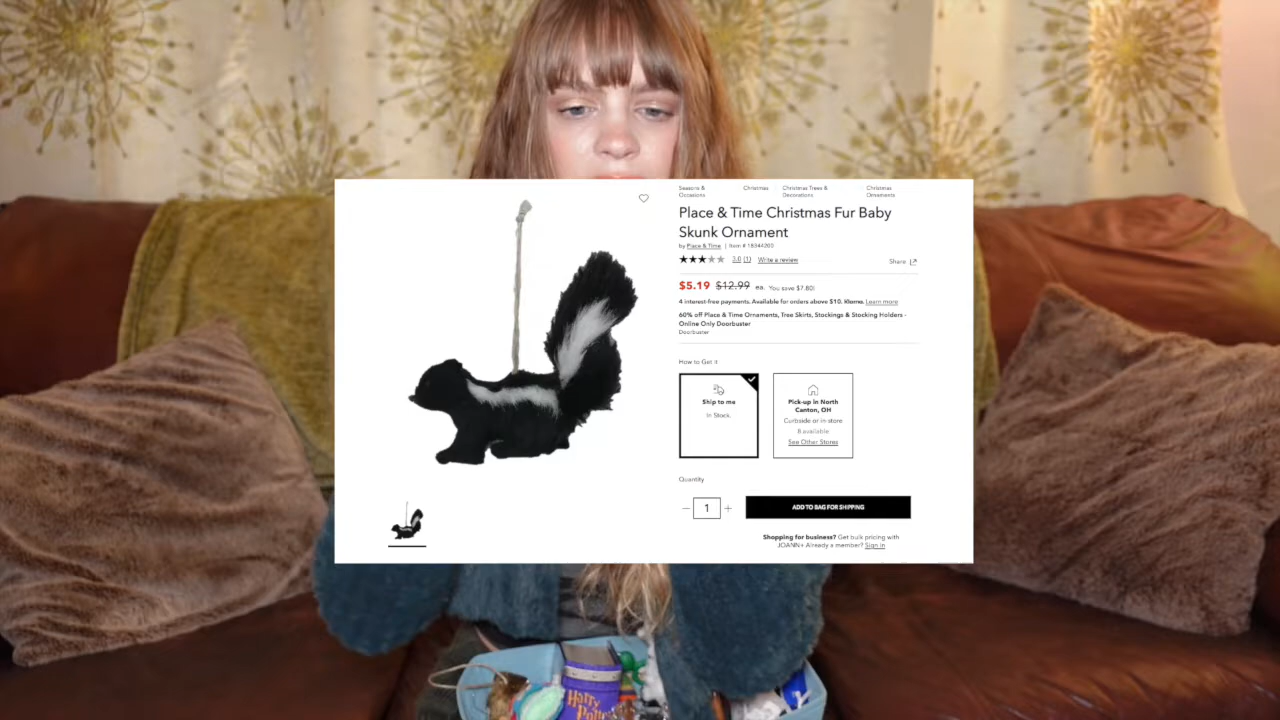 Seasons & Occasions
Christmas
Christmas Trees & Decorations
Christmas Ornaments
Place & Time Christmas Fur Baby
Skunk Ornament
by Place & Time | Item # 18344200
3.0 (1) Write a review
Share
$5.19 $12.99 ea. You save $7.80!
4 interest-free payments. Available for orders above $10. Klarna. Learn more
60% off Place & Time Ornaments, Tree Skirts, Stockings & Stocking Holders -
Online Only Doorbuster
Doorbuster
How to Get it
Ship to me
In Stock.
Pick-up in North
Canton, OH
Curbside or in store
8 available
See Other Stores
Quantity
1
ADD TO BAG FOR SHIPPING
Shopping for business? Get bulk pricing with
JOANN+ Already a member? Sign in
Harry